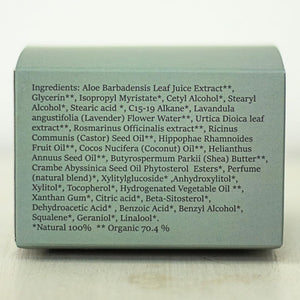 Ingredients: Aloe Barbadensis Leaf Juice Extract**,
Glycerin**, Isopropyl Myristate*, Cetyl Alcohol*, Stearyl
Alcohol*, Stearic acid *, C15-19 Alkane*, Lavandula
angustifolia (Lavender) Flower Water**, Urtica Dioica leaf
extract**, Rosmarinus Officinalis extract**, Ricinus
Communis (Castor) Seed Oil**, Hippophae Rhamnoides
Fruit Oil**, Cocos Nucifera (Coconut) Oil**, Helianthus
Annuus Seed Oil**, Butyrospermum Parkii (Shea) Butter**,
Crambe Abyssinica Seed Oil Phytosterol Esters*, Perfume
(natural blend)*, Xylitylglucoside* ,Anhydroxylitol*,
Xylitol*, Tocopherol*, Hydrogenated Vegetable Oil **,
Xanthan Gum*, Citric acid*, Beta-Sitosterol*,
Dehydroacetic Acid* , Benzoic Acid*, Benzyl Alcohol*,
Squalene*, Geraniol*, Linalool*.
*Natural 100% ** Organic 70.4 %